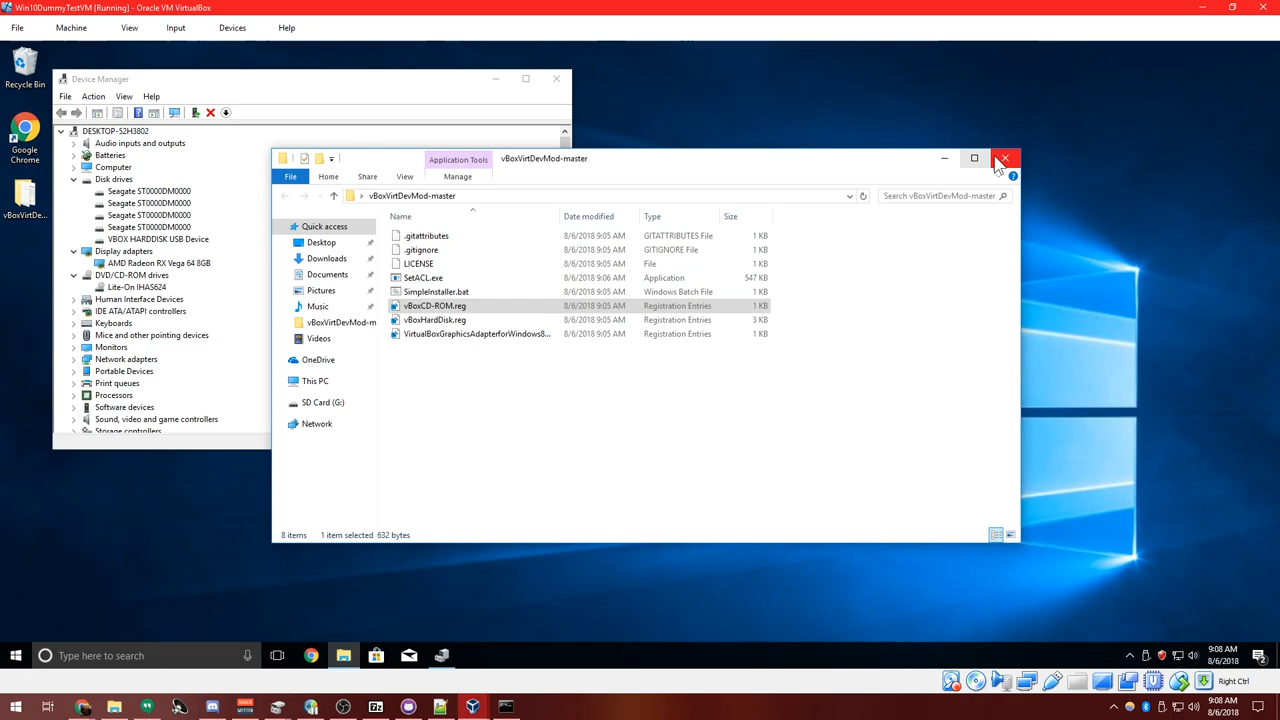 Win10DummyTestVM [Running] - Oracle VM VirtualBox
File Machine View Input Devices Help
Recycle Bin
Google
Chrome
vBoxVirtDe...
Device Manager
File Action View Help
DESKTOP-52H3802
Audio inputs and outputs
Batteries
Computer
Disk drives
Seagate ST0000DM0000
Seagate ST0000DM0000
Seagate ST0000DM0000
Seagate ST0000DM0000
VBOX HARDDISK USB Device
Display adapters
AMD Radeon RX Vega 64 8GB
DVD/CD-ROM drives
Lite-On IHAS624
Human Interface Devices
IDE ATA/ATAPI controllers
Keyboards
Mice and other pointing devices
Monitors
Network adapters
Portable Devices
Print queues
Processors
Software devices
Sound, video and game controllers
Storage controllers
Application Tools vBoxVirtDevMod-master
File Home Share View Manage
vBoxVirtDevMod-master Search vBoxVirtDevMod-master
Quick access
Desktop
Downloads
Documents
Pictures
Music
vBoxVirtDevMod-m
Videos
OneDrive
This PC
SD Card (G:)
Network
Name Date modified Type Size
.gitattributes 8/6/2018 9:05 AM GITATTRIBUTES File 1 KB
.gitignore 8/6/2018 9:05 AM GITIGNORE File 1 KB
LICENSE 8/6/2018 9:05 AM File 1 KB
SetACL.exe 8/6/2018 9:06 AM Application 547 KB
SimpleInstaller.bat 8/6/2018 9:05 AM Windows Batch File 1 KB
vBoxCD-ROM.reg 8/6/2018 9:05 AM Registration Entries 1 KB
vBoxHardDisk.reg 8/6/2018 9:05 AM Registration Entries 3 KB
VirtualBoxGraphicsAdapterforWindows8... 8/6/2018 9:05 AM Registration Entries 1 KB
8 items 1 item selected 632 bytes
Type here to search
9:08 AM
8/6/2018
2
Right Ctrl
9:08 AM
8/6/2018